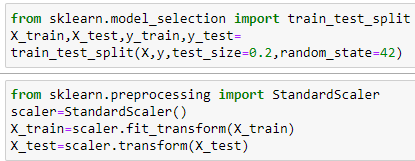 from sklearn.model_selection import train_test_split
X_train,X_test,y_train,y_test=
train_test_split(X,y,test_size=0.2,random_state=42)
from sklearn.preprocessing import StandardScaler
scaler=StandardScaler()
X_train=scaler.fit_transform(X_train)
X_test=scaler.transform(X_test)